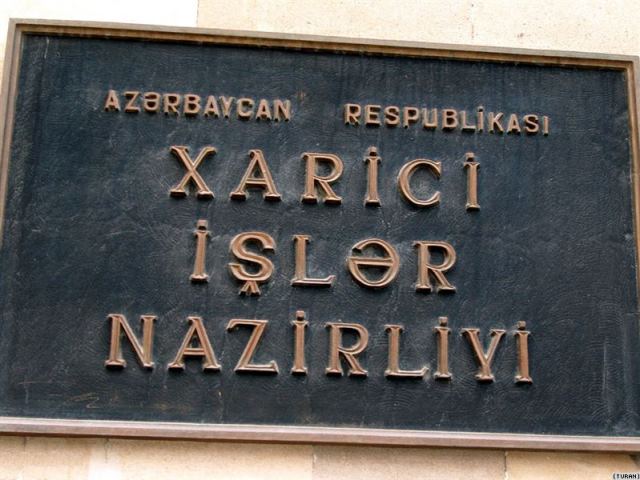 AZƏRBAYCAN RESPUBLİKASI
XARİCİ
İŞLƏR
NAZİRLİYİ
(TURAN)